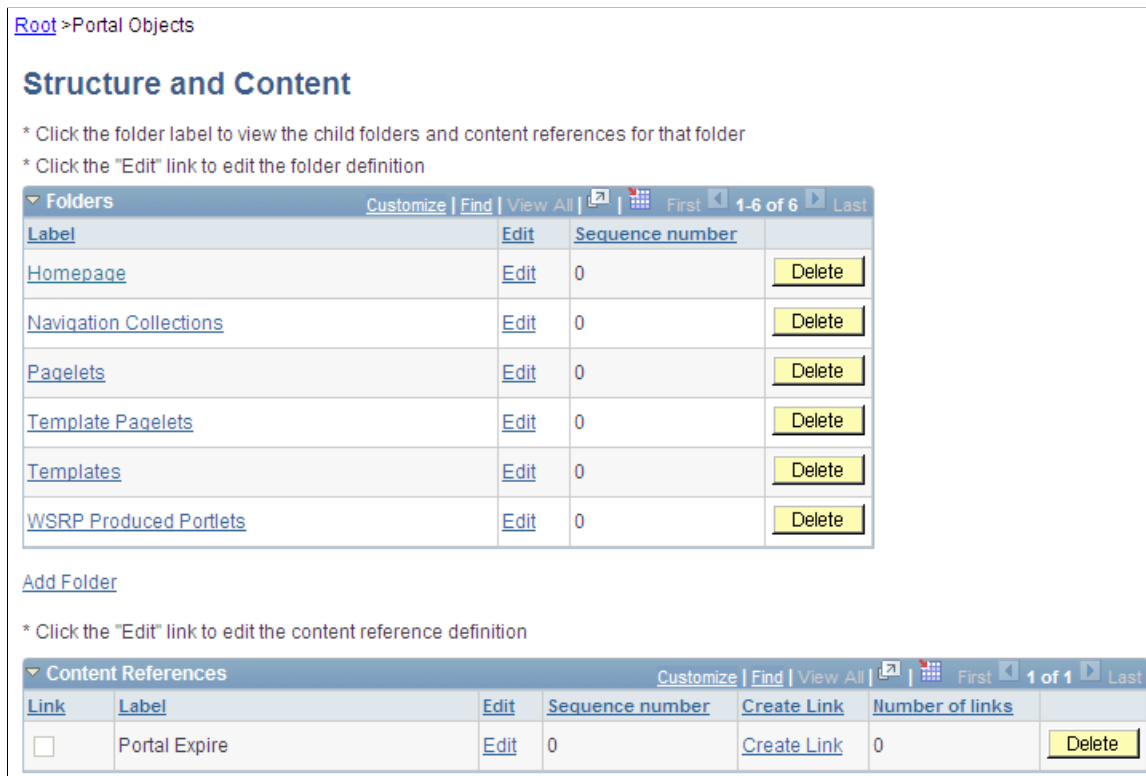 Root >Portal Objects
Structure and Content
* Click the folder label to view the child folders and content references for that folder
* Click the "Edit" link to edit the folder definition
Folders Customize | Find | View All | | First 1-6 of 6 Last
Label Edit Sequence number
Homepage Edit 0 Delete
Navigation Collections Edit 0 Delete
Pagelets Edit 0 Delete
Template Pagelets Edit 0 Delete
Templates Edit 0 Delete
WSRP Produced Portlets Edit 0 Delete
Add Folder
* Click the "Edit" link to edit the content reference definition
Content References Customize | Find | View All | | First 1 of 1 Last
Link Label Edit Sequence number Create Link Number of links
Portal Expire Edit 0 Create Link 0 Delete